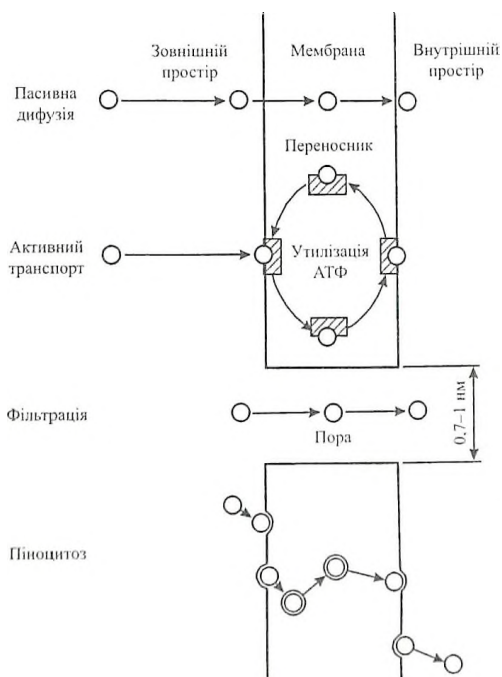 Зовнішній
простір
Мембрана
Внутрішній
простір
Пасивна
дифузія
Переносник
Активний
транспорт
Утилізація
АТФ
Фільтрація
Пора
0,7–1 нм
Піноцитоз